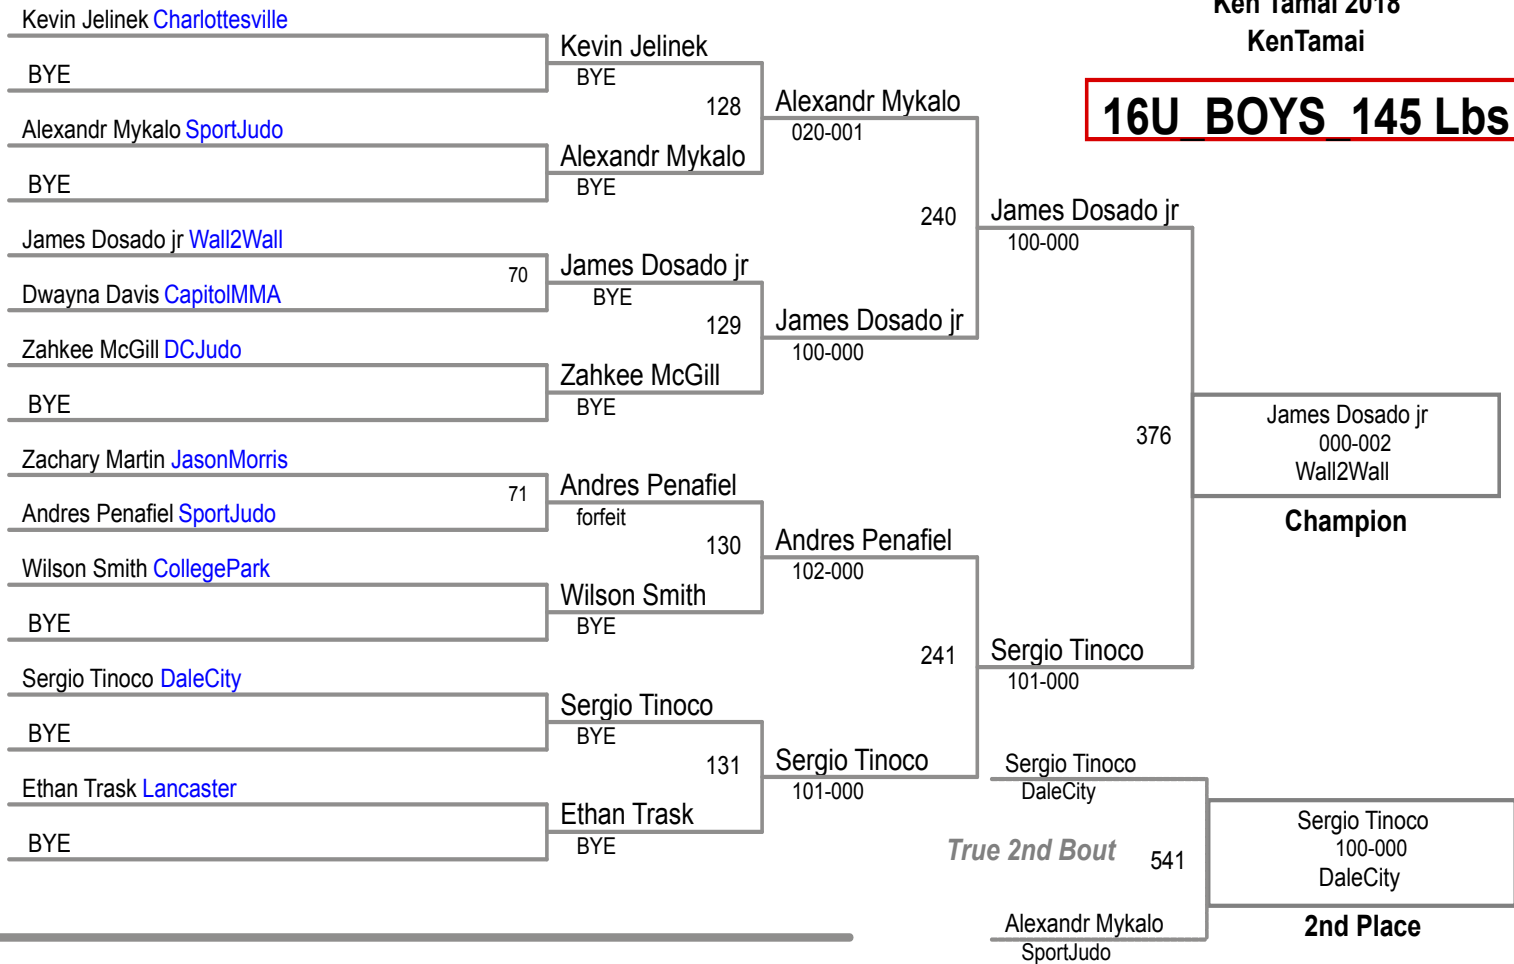 Ken Tamai 2018
KenTamai
16U_BOYS_145 Lbs
Kevin Jelinek Charlottesville
BYE
Alexandr Mykalo SportJudo
BYE
James Dosado jr Wall2Wall
70
Dwayna Davis CapitolMMA
Zahkee McGill DCJudo
BYE
Zachary Martin JasonMorris
71
Andres Penafiel SportJudo
Wilson Smith CollegePark
BYE
Sergio Tinoco DaleCity
BYE
Ethan Trask Lancaster
BYE
Kevin Jelinek
BYE
128
Alexandr Mykalo
BYE
James Dosado jr
BYE
129
Zahkee McGill
BYE
Andres Penafiel
forfeit
130
Wilson Smith
BYE
Sergio Tinoco
BYE
131
Ethan Trask
BYE
Alexandr Mykalo
020-001
240
James Dosado jr
100-000
Andres Penafiel
102-000
241
Sergio Tinoco
101-000
James Dosado jr
100-000
376
Sergio Tinoco
101-000
James Dosado jr
000-002
Wall2Wall
Champion
Sergio Tinoco
DaleCity
True 2nd Bout
541
Alexandr Mykalo
SportJudo
Sergio Tinoco
100-000
DaleCity
2nd Place